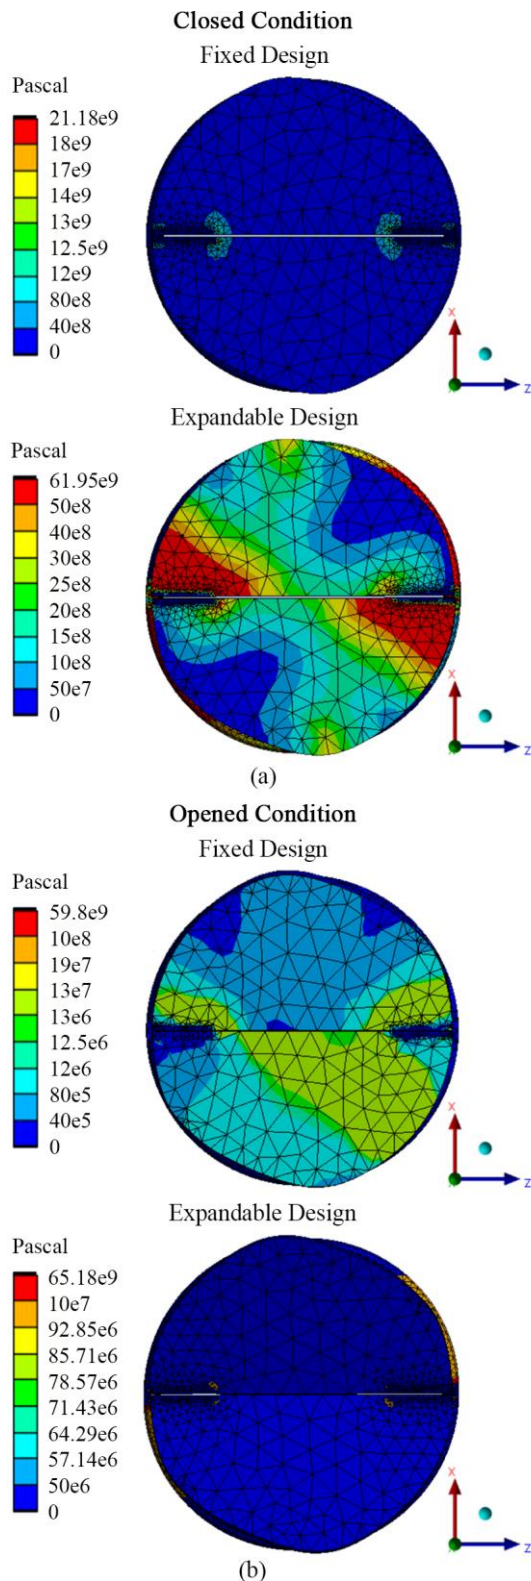 Closed Condition
Fixed Design
Pascal
21.18e9
18e9
17e9
14e9
13e9
12.5e9
12e9
80e8
40e8
0
X
Z
Expandable Design
Pascal
61.95e9
50e8
40e8
30e8
25e8
20e8
15e8
10e8
50e7
0
X
Z
(a)
Opened Condition
Fixed Design
Pascal
59.8e9
10e8
19e7
13e7
13e6
12.5e6
12e6
80e5
40e5
0
X
Z
Expandable Design
Pascal
65.18e9
10e7
92.85e6
85.71e6
78.57e6
71.43e6
64.29e6
57.14e6
50e6
0
X
Z
(b)